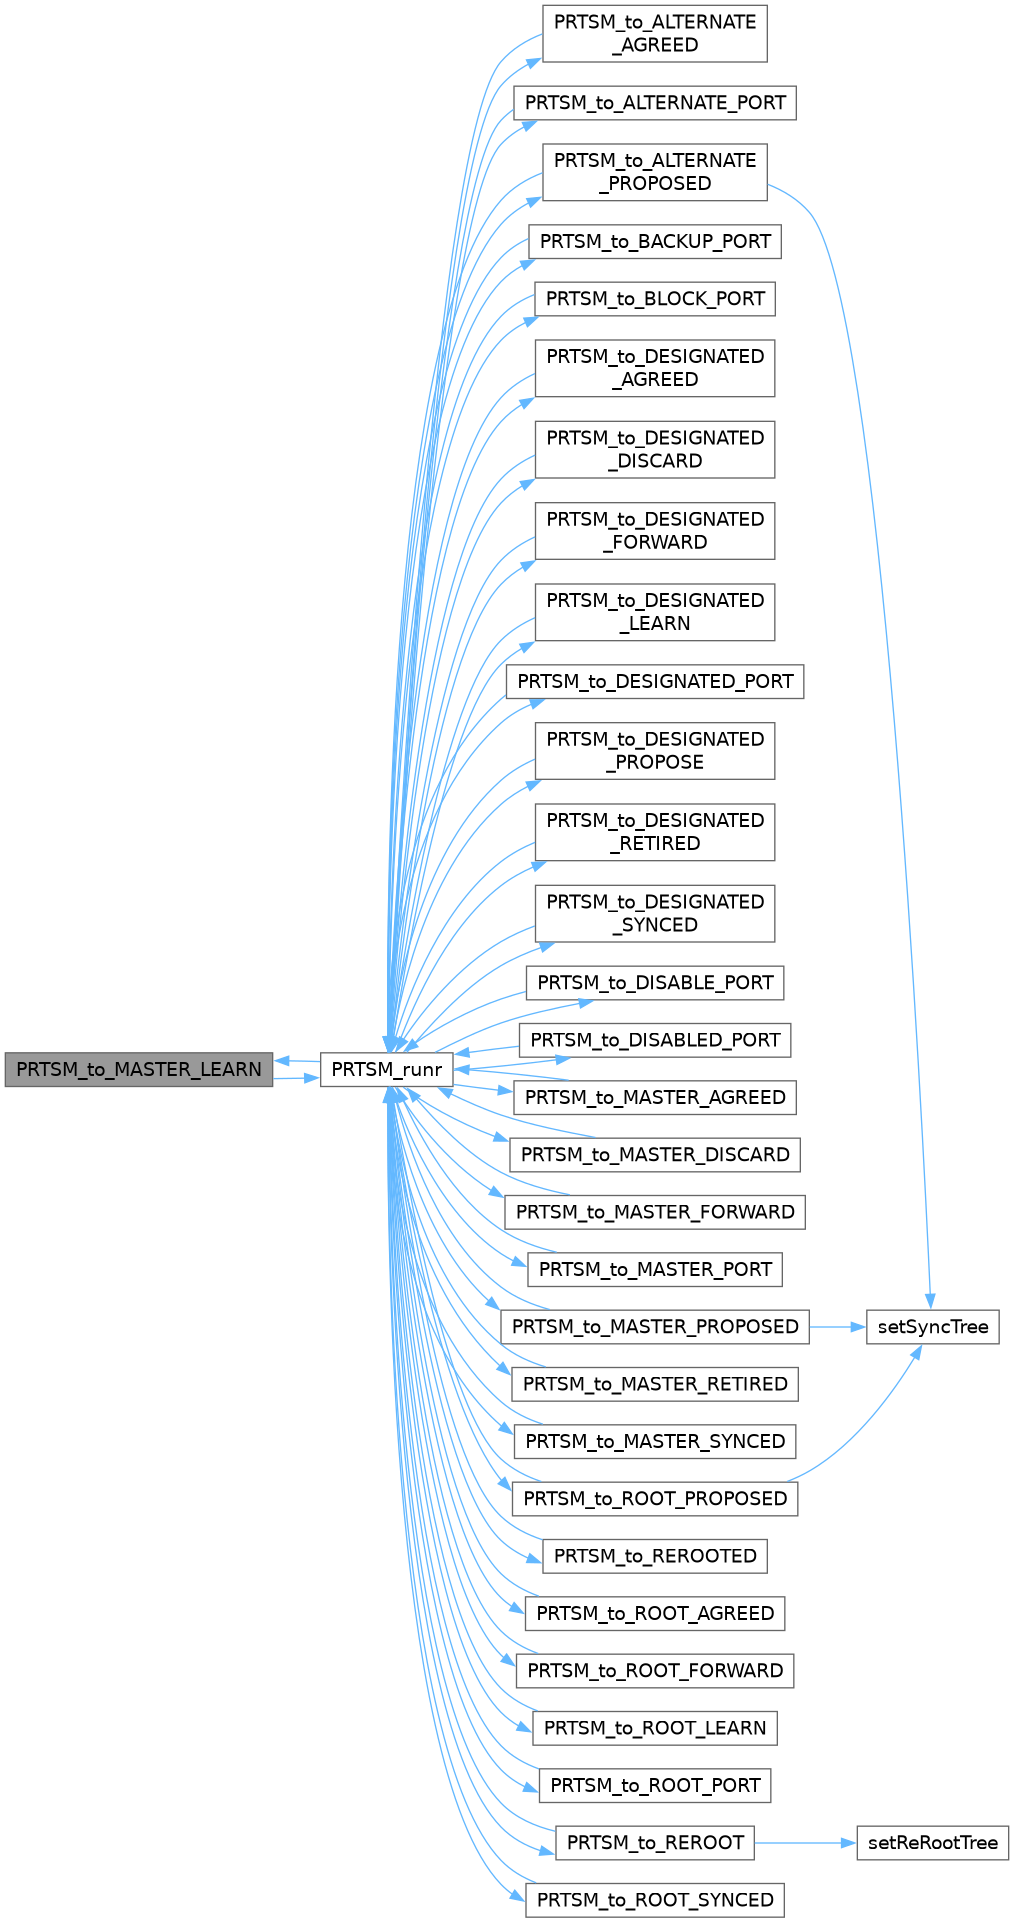 PRTSM_to_ALTERNATE
_AGREED
PRTSM_to_ALTERNATE_PORT
PRTSM_to_ALTERNATE
_PROPOSED
PRTSM_to_BACKUP_PORT
PRTSM_to_BLOCK_PORT
PRTSM_to_DESIGNATED
_AGREED
PRTSM_to_DESIGNATED
_DISCARD
PRTSM_to_DESIGNATED
_FORWARD
PRTSM_to_DESIGNATED
_LEARN
PRTSM_to_DESIGNATED_PORT
PRTSM_to_DESIGNATED
_PROPOSE
PRTSM_to_DESIGNATED
_RETIRED
PRTSM_to_DESIGNATED
_SYNCED
PRTSM_to_DISABLE_PORT
PRTSM_to_DISABLED_PORT
PRTSM_to_MASTER_LEARN
PRTSM_runr
PRTSM_to_MASTER_AGREED
PRTSM_to_MASTER_DISCARD
PRTSM_to_MASTER_FORWARD
PRTSM_to_MASTER_PORT
PRTSM_to_MASTER_PROPOSED
setSyncTree
PRTSM_to_MASTER_RETIRED
PRTSM_to_MASTER_SYNCED
PRTSM_to_ROOT_PROPOSED
PRTSM_to_REROOTED
PRTSM_to_ROOT_AGREED
PRTSM_to_ROOT_FORWARD
PRTSM_to_ROOT_LEARN
PRTSM_to_ROOT_PORT
PRTSM_to_REROOT
setReRootTree
PRTSM_to_ROOT_SYNCED